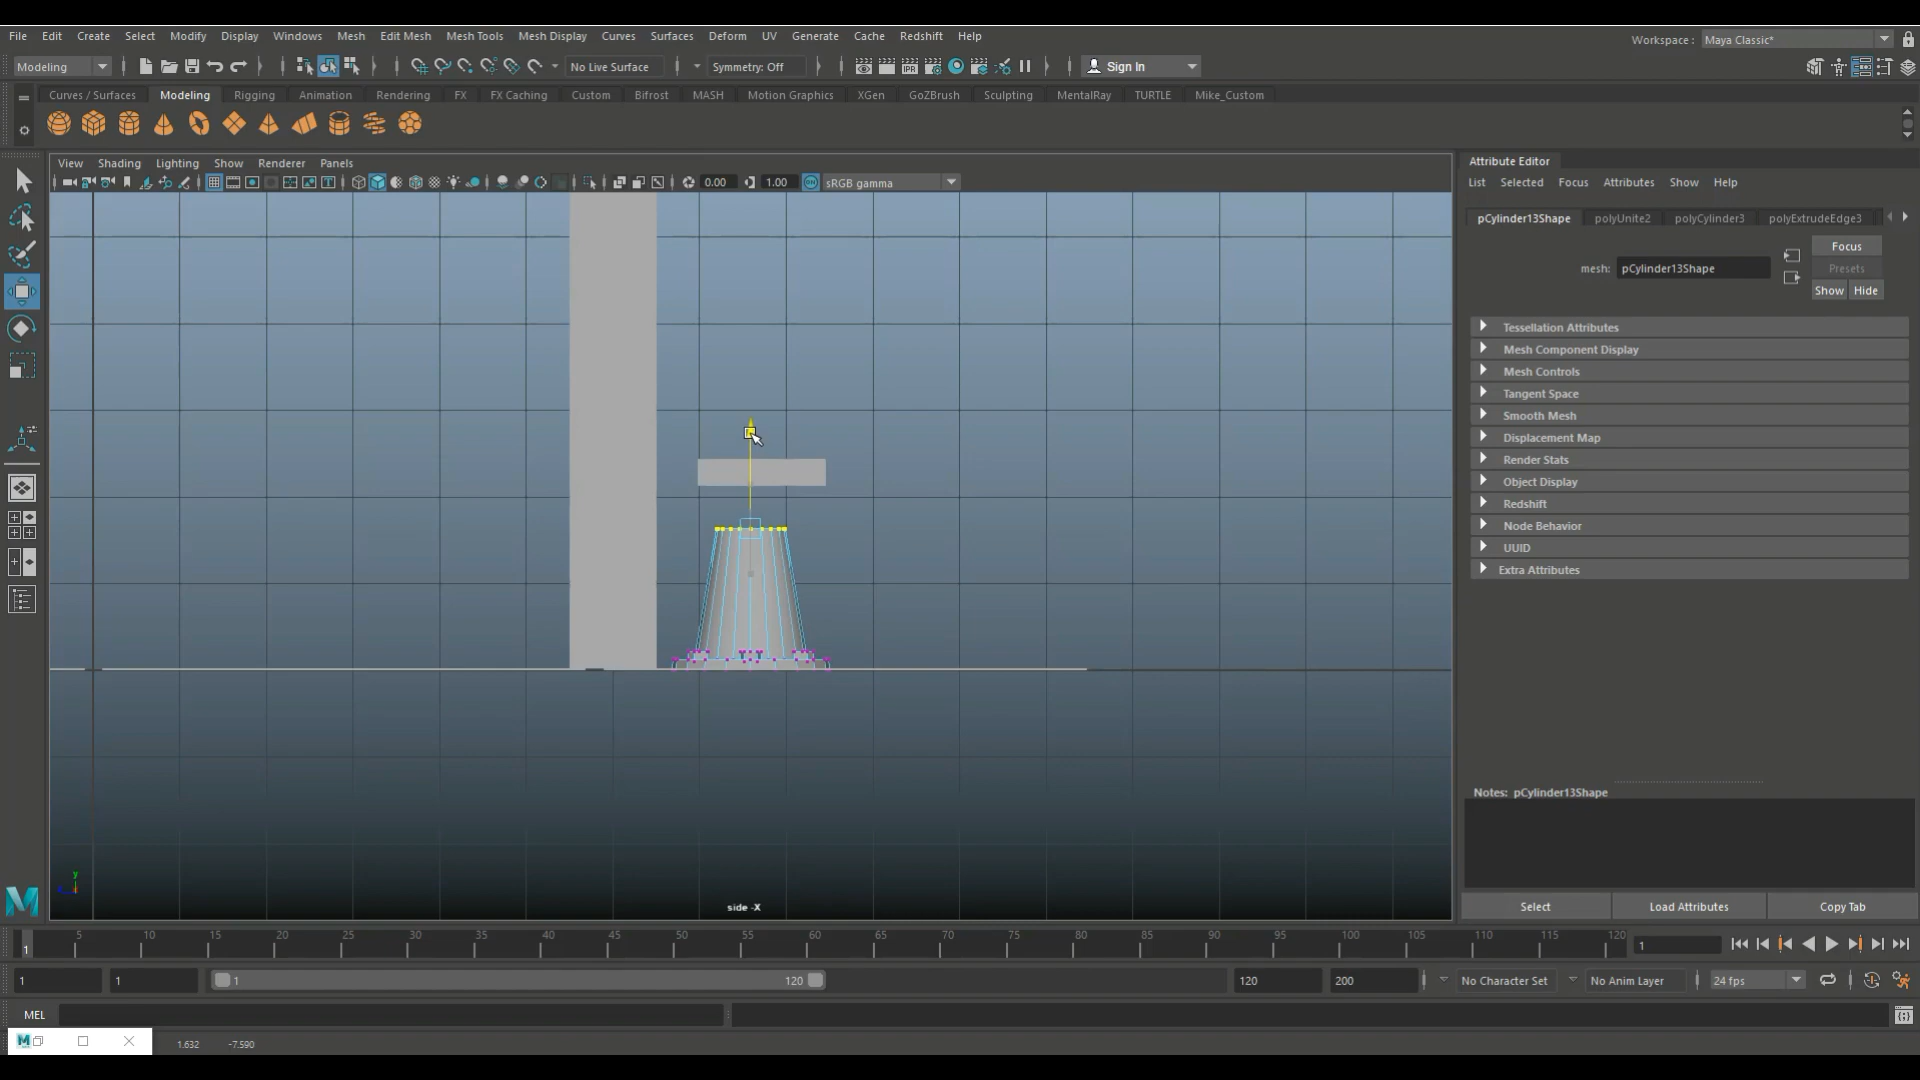 File Edit Create Select Modify Display Windows Mesh Edit Mesh Mesh Tools Mesh Display Curves Surfaces Deform UV Generate Cache Redshift Help
Workspace : Maya Classic*
Modeling No Live Surface Symmetry: Off Sign In
Curves / Surfaces Modeling Rigging Animation Rendering FX FX Caching Custom Bifrost MASH Motion Graphics XGen GoZBrush Sculpting MentalRay TURTLE Mike_Custom
View Shading Lighting Show Renderer Panels
0.00 1.00 sRGB gamma
Attribute Editor
List Selected Focus Attributes Show Help
pCylinder13Shape polyUnite2 polyCylinder3 polyExtrudeEdge3
Focus
mesh: pCylinder13Shape
Presets
Show Hide
Tessellation Attributes
Mesh Component Display
Mesh Controls
Tangent Space
Smooth Mesh
Displacement Map
Render Stats
Object Display
Redshift
Node Behavior
UUID
Extra Attributes
Notes: pCylinder13Shape
y
side -X
Select Load Attributes Copy Tab
5 10 15 20 25 30 35 40 45 50 55 60 65 70 75 80 85 90 95 100 105 110 115 120
1 1
1 1 1 120 120 200 No Character Set No Anim Layer 24 fps
MEL
1.632 -7.590